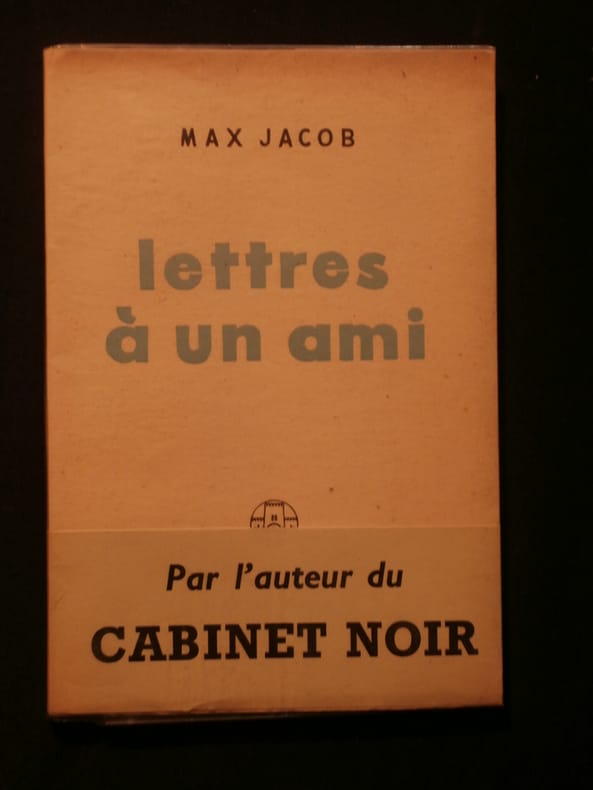 MAX JACOB
lettres
à un ami
Par l'auteur du
CABINET NOIR